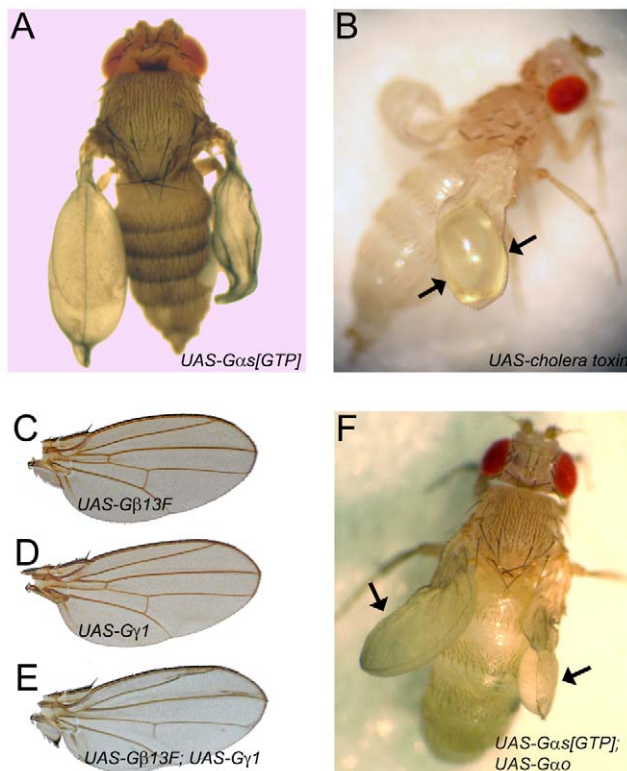 A
UAS-Gαs[GTP]
B
UAS-cholera toxin
C
UAS-Gβ13F
D
UAS-Gγ1
E
UAS-Gβ13F; UAS-Gγ1
F
UAS-Gαs[GTP];
UAS-Gαo